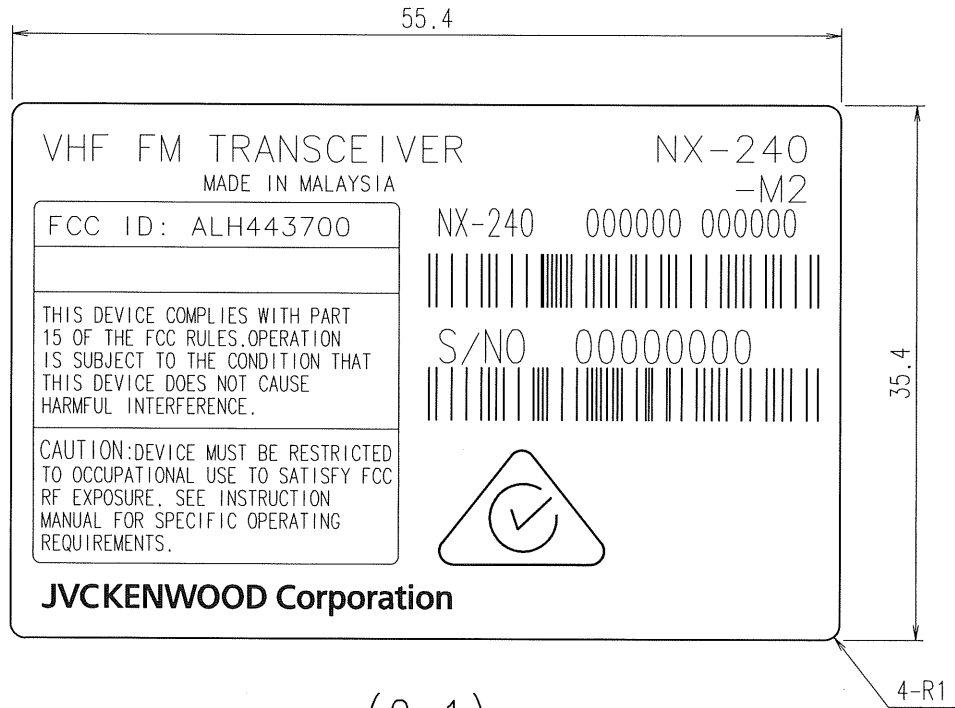 55.4
VHF FM TRANSCEIVER
NX-240
MADE IN MALAYSIA
-M2
FCC ID: ALH443700
NX-240 000000 000000
THIS DEVICE COMPLIES WITH PART
15 OF THE FCC RULES.OPERATION
IS SUBJECT TO THE CONDITION THAT
THIS DEVICE DOES NOT CAUSE
HARMFUL INTERFERENCE.
S/NO 00000000
35.4
CAUTION:DEVICE MUST BE RESTRICTED
TO OCCUPATIONAL USE TO SATISFY FCC
RF EXPOSURE. SEE INSTRUCTION
MANUAL FOR SPECIFIC OPERATING
REQUIREMENTS.
JVCKENWOOD Corporation
4-R1